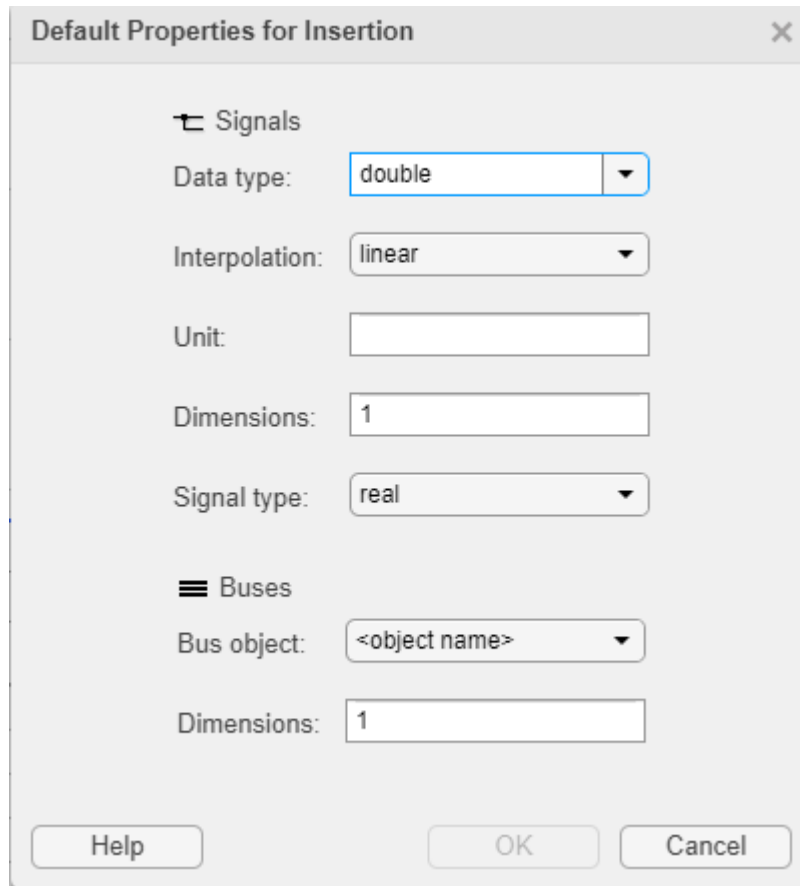 Default Properties for Insertion
Signals
Data type: double
Interpolation: linear
Unit:
Dimensions: 1
Signal type: real
Buses
Bus object: <object name>
Dimensions: 1
Help OK Cancel